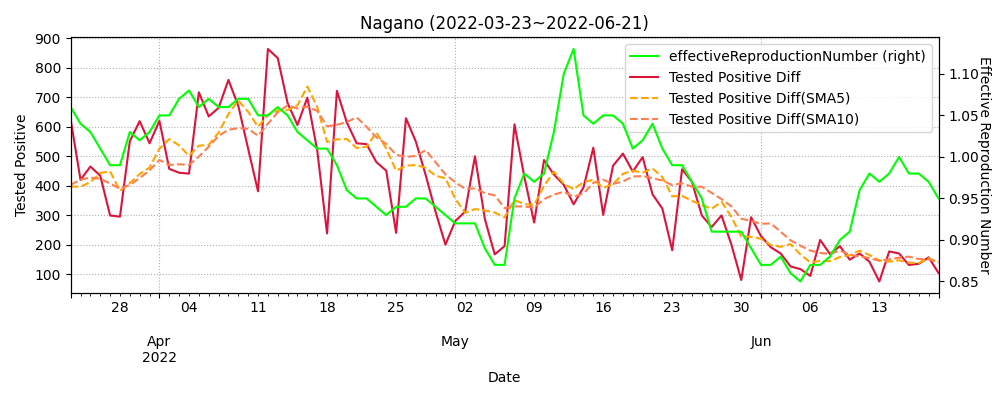 Nagano (2022-03-23~2022-06-21)
900
800
700
600
500
400
300
200
100
Tested Positive
effectiveReproductionNumber (right)
Tested Positive Diff
Tested Positive Diff(SMA5)
Tested Positive Diff(SMA10)
1.10
1.05
1.00
0.95
0.90
0.85
Effective Reproduction Number
28 04 11 18 25 02 09 16 23 30 06 13
Apr May Jun
2022
Date